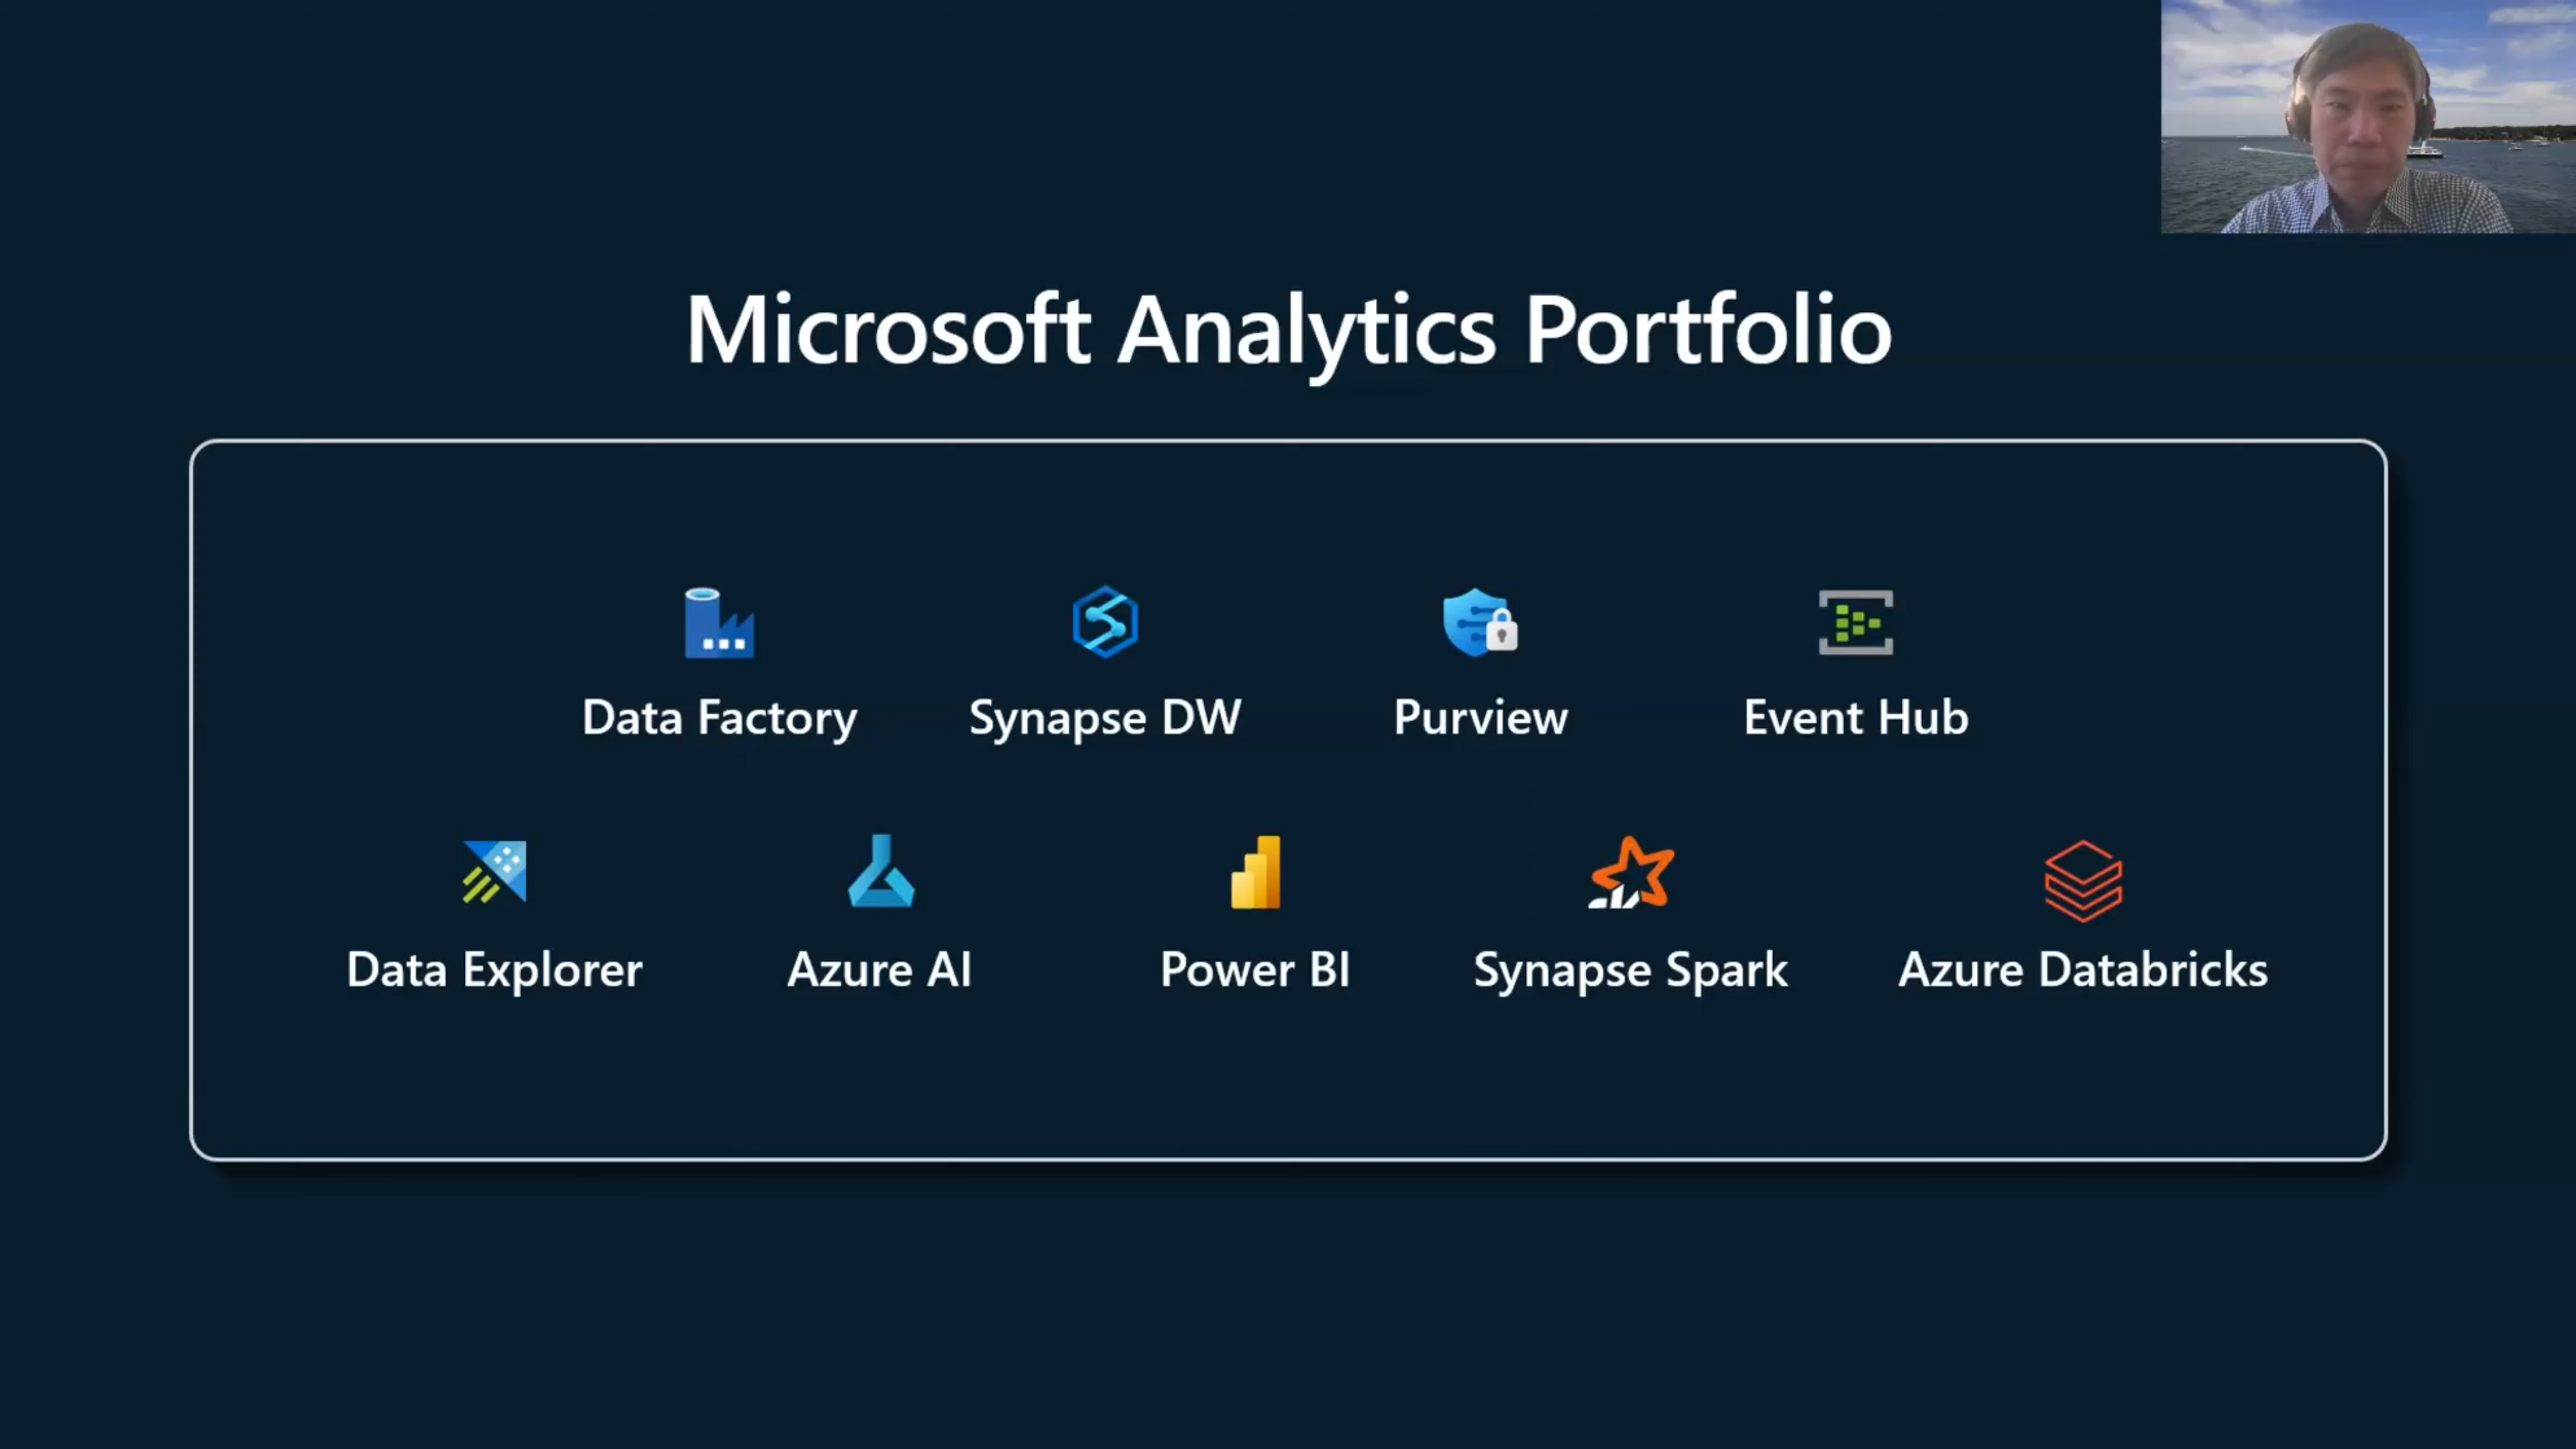 Microsoft Analytics Portfolio
Data Factory
Synapse DW
Purview
Event Hub
Data Explorer
Azure AI
Power BI
Synapse Spark
Azure Databricks